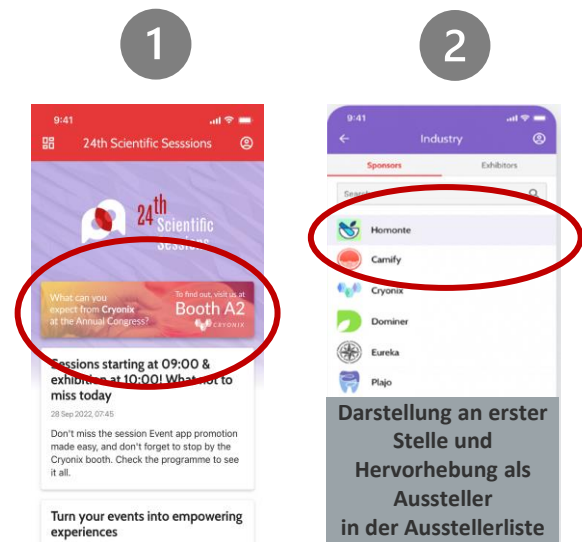 1
2
9:41
24th Scientific Sesssions
24th
Scientific
Sessions
What can you
expect from Cryonix
at the Annual Congress?
To find out, visit us at
Booth A2
CRYONIX
Sessions starting at 09:00 &
exhibition at 10:00! What not to
miss today
28 Sep 2022, 07:45
Don't miss the session Event app promotion
made easy, and don't forget to stop by the
Cryonix booth. Check the programme to see
it all.
Turn your events into empowering
experiences
9:41
Industry
Sponsors
Exhibitors
Homonte
Camify
Cryonix
Dominer
Eureka
Plajo
Darstellung an erster
Stelle und
Hervorhebung als
Aussteller
in der Ausstellerliste